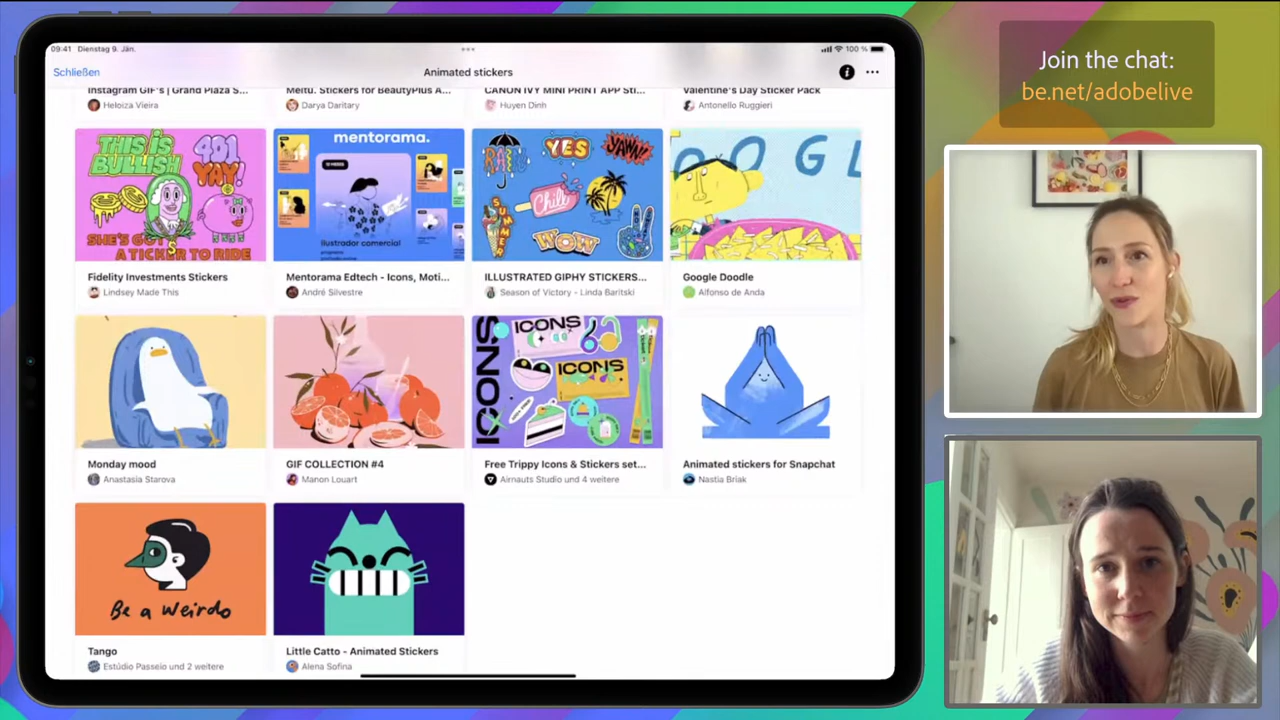 09:41 Dienstag 9. Jän.
100 %
Schließen
Animated stickers
Join the chat:
be.net/adobelive
Instagram GIF's | Grand Plaza S...
Heloiza Vieira
Meitu. Stickers for BeautyPlus A...
Darya Daritary
CANON IVY MINI PRINT APP Sti...
Huyen Dinh
Valentine's Day Sticker Pack
Antonello Ruggieri
THIS IS
BULLISH
401
YAY!
SHE'S GOT
A TICKER TO RIDE
Fidelity Investments Stickers
Lindsey Made This
mentorama.
ilustrador comercial
Mentorama Edtech - Icons, Moti...
André Silvestre
YES
YAWN!
Chill
SUMMER
WOW
ILLUSTRATED GIPHY STICKERS...
Season of Victory - Linda Baritski
OOGL
Google Doodle
Alfonso de Anda
Monday mood
Anastasia Starova
GIF COLLECTION #4
Manon Louart
ICONS
ICONS
ICONS
Free Trippy Icons & Stickers set...
Airnauts Studio und 4 weitere
Animated stickers for Snapchat
Nastia Briak
Be a Weirdo
Tango
Estúdio Passeio und 2 weitere
Little Catto - Animated Stickers
Alena Sofina